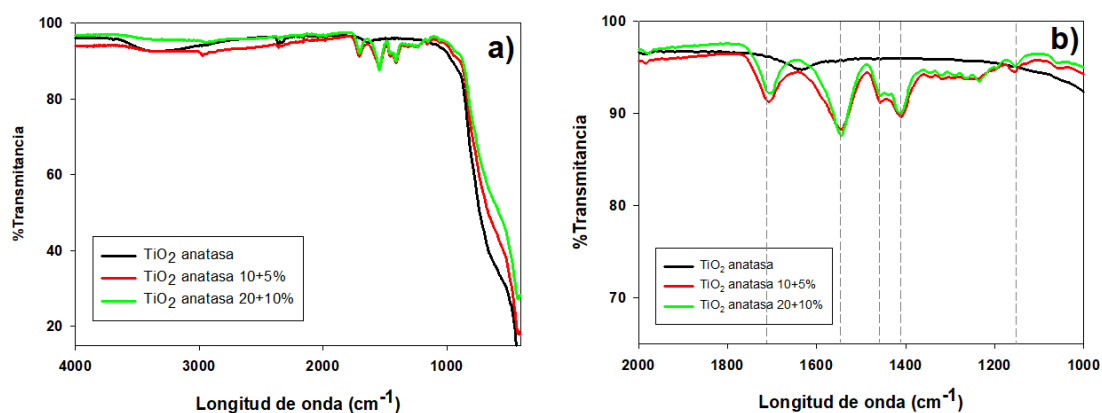 a)
%Transmitancia
100
80
60
40
20
TiO2 anatasa
TiO2 anatasa 10+5%
TiO2 anatasa 20+10%
4000 3000 2000 1000
Longitud de onda (cm-1)
b)
%Transmitancia
100
90
80
70
TiO2 anatasa
TiO2 anatasa 10+5%
TiO2 anatasa 20+10%
2000 1800 1600 1400 1200 1000
Longitud de onda (cm-1)